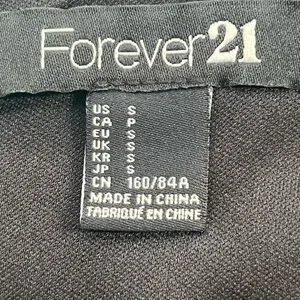 Forever21
US S
CA P
EU S
UK S
KR S
JP S
CN 160/84A
MADE IN CHINA
FABRIQUÉ EN CHINE